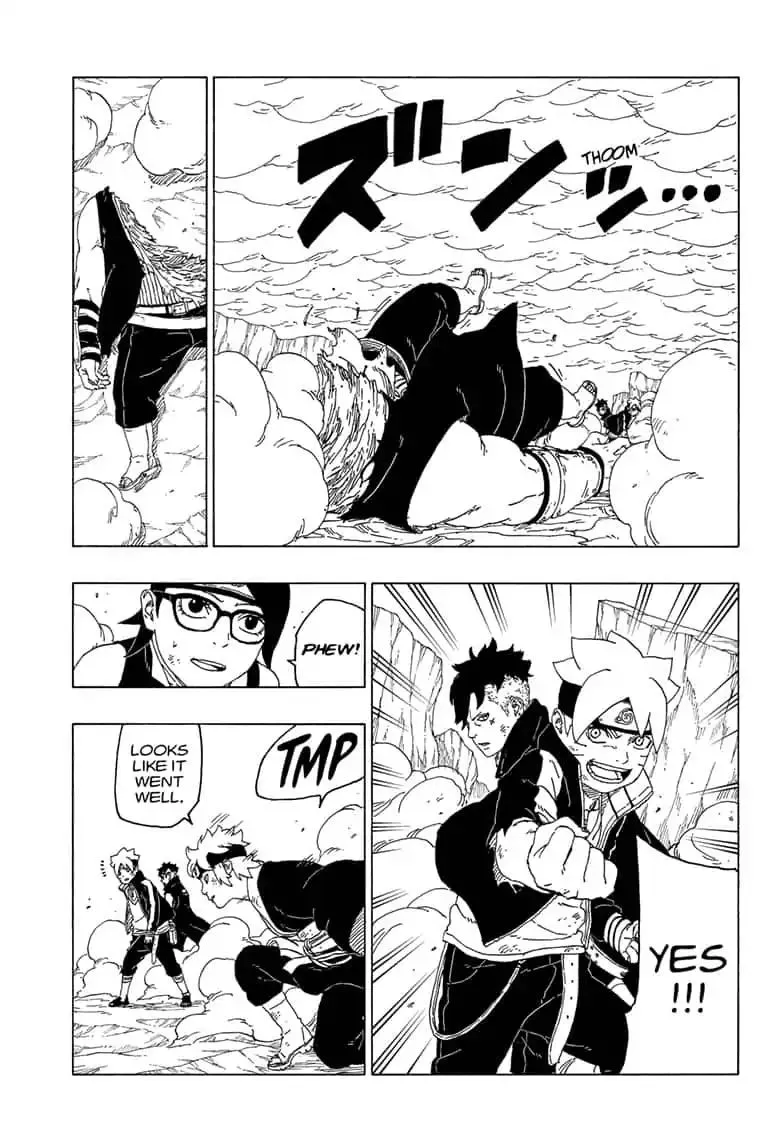 ズンッ…
THOOM
YES
!!!
PHEW!
TMP
LOOKS
LIKE IT
WENT
WELL.